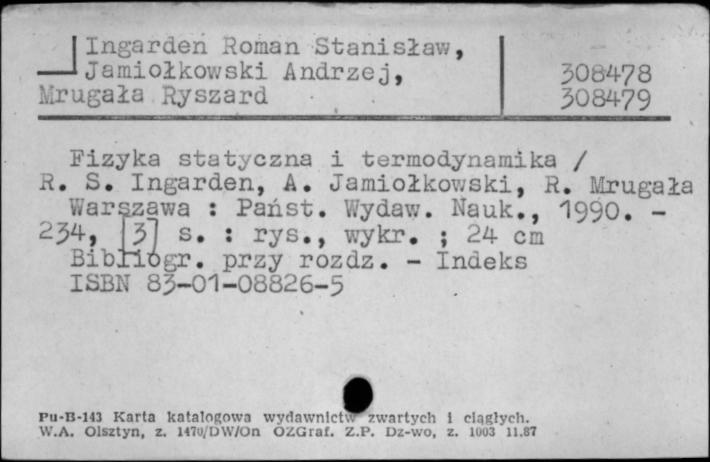 Ingarden Roman Stanisław,
Jamiołkowski Andrzej,
Mrugała Ryszard
308478
308479
Fizyka statyczna i termodynamika /
R. S. Ingarden, A. Jamiołkowski, R. Mrugała
Warszawa : Państ. Wydaw. Nauk., 1990. -
234, [3] s. : rys., wykr. ; 24 cm
Bibliogr. przy rozdz. - Indeks
ISBN 83-01-08826-5
Pu-B-143 Karta katalogowa wydawnictw zwartych i ciągłych.
W.A. Olsztyn, z. 1470/DW/On OZGraf. Z.P. Dz-wo, z. 1003 11.87